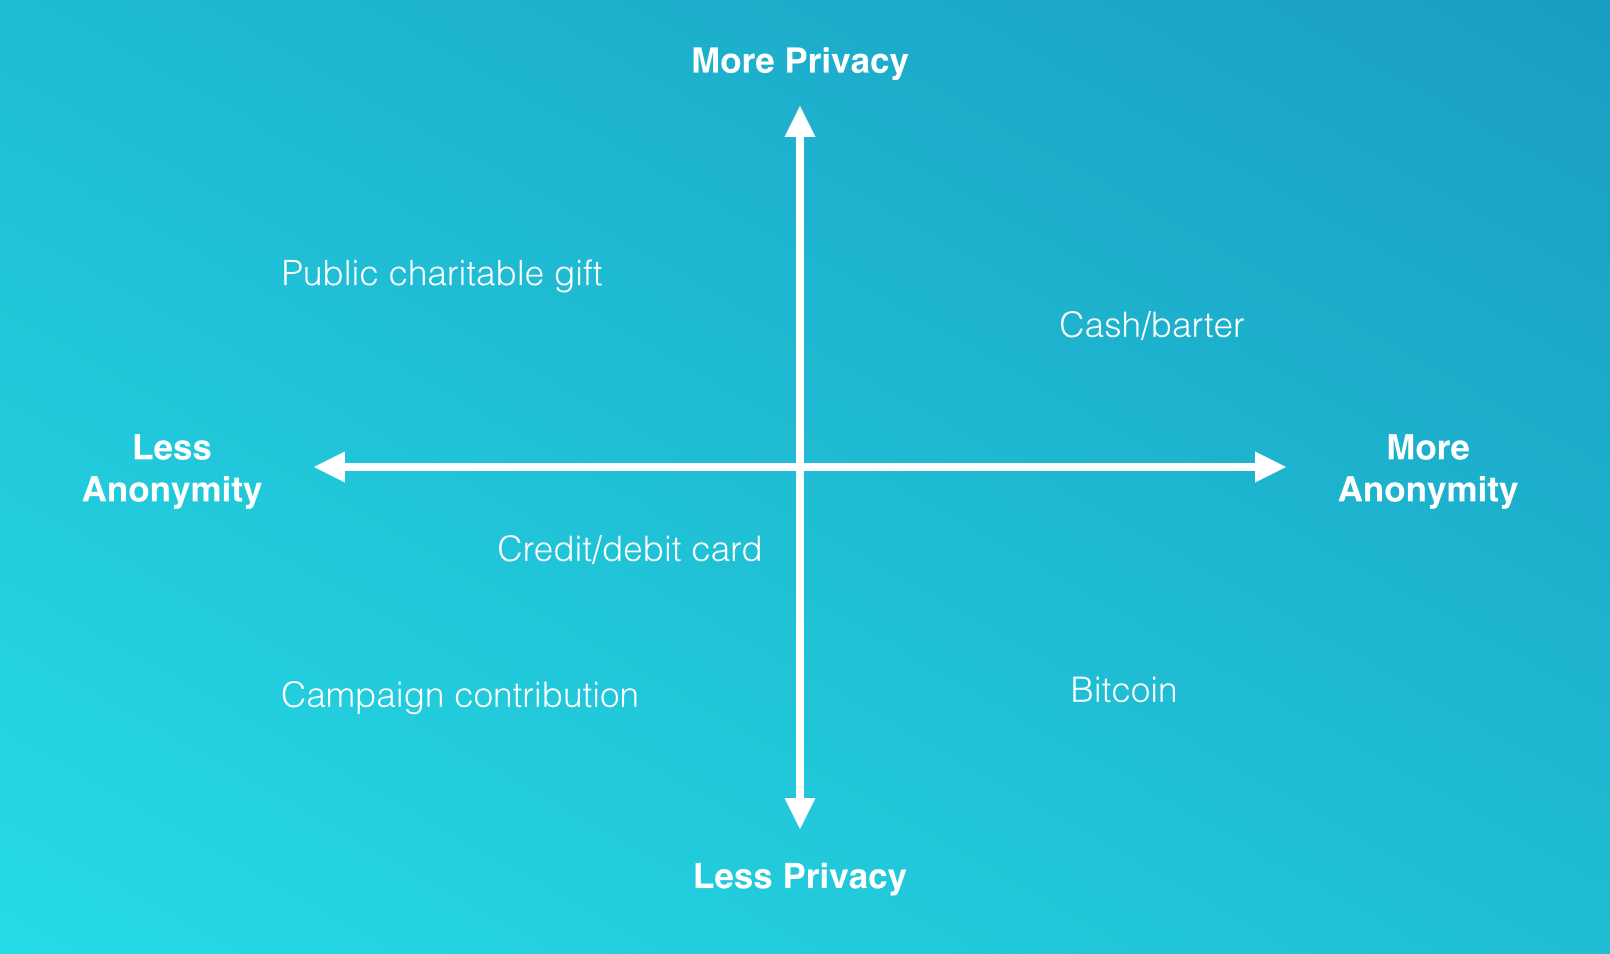 More Privacy
Public charitable gift
Cash/barter
Less
Anonymity
More
Anonymity
Credit/debit card
Campaign contribution
Bitcoin
Less Privacy